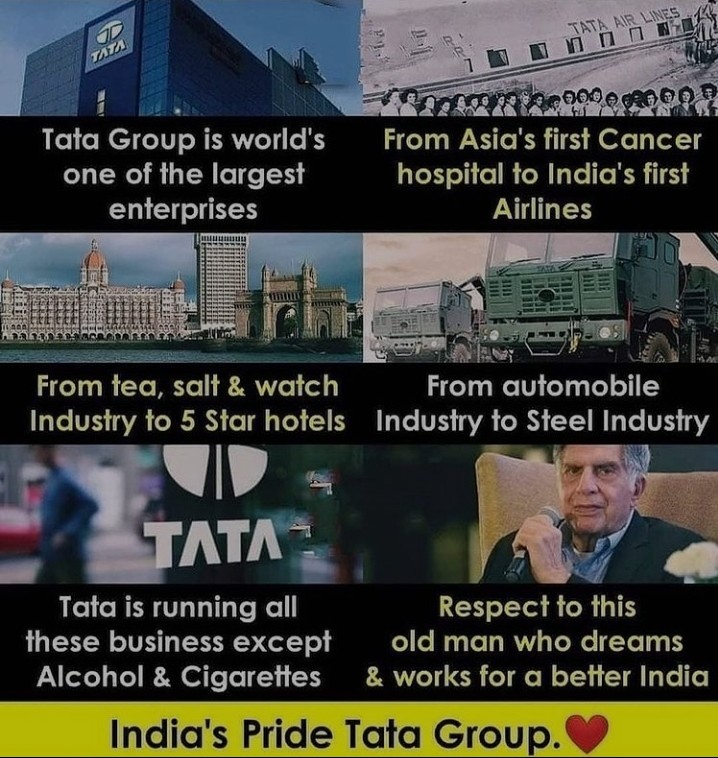 TATA
TATA AIR LINES
Tata Group is world's
one of the largest
enterprises
From Asia's first Cancer
hospital to India's first
Airlines
TATA
From tea, salt & watch
Industry to 5 Star hotels
From automobile
Industry to Steel Industry
TATA
Tata is running all
these business except
Alcohol & Cigarettes
Respect to this
old man who dreams
& works for a better India
India's Pride Tata Group.❤️